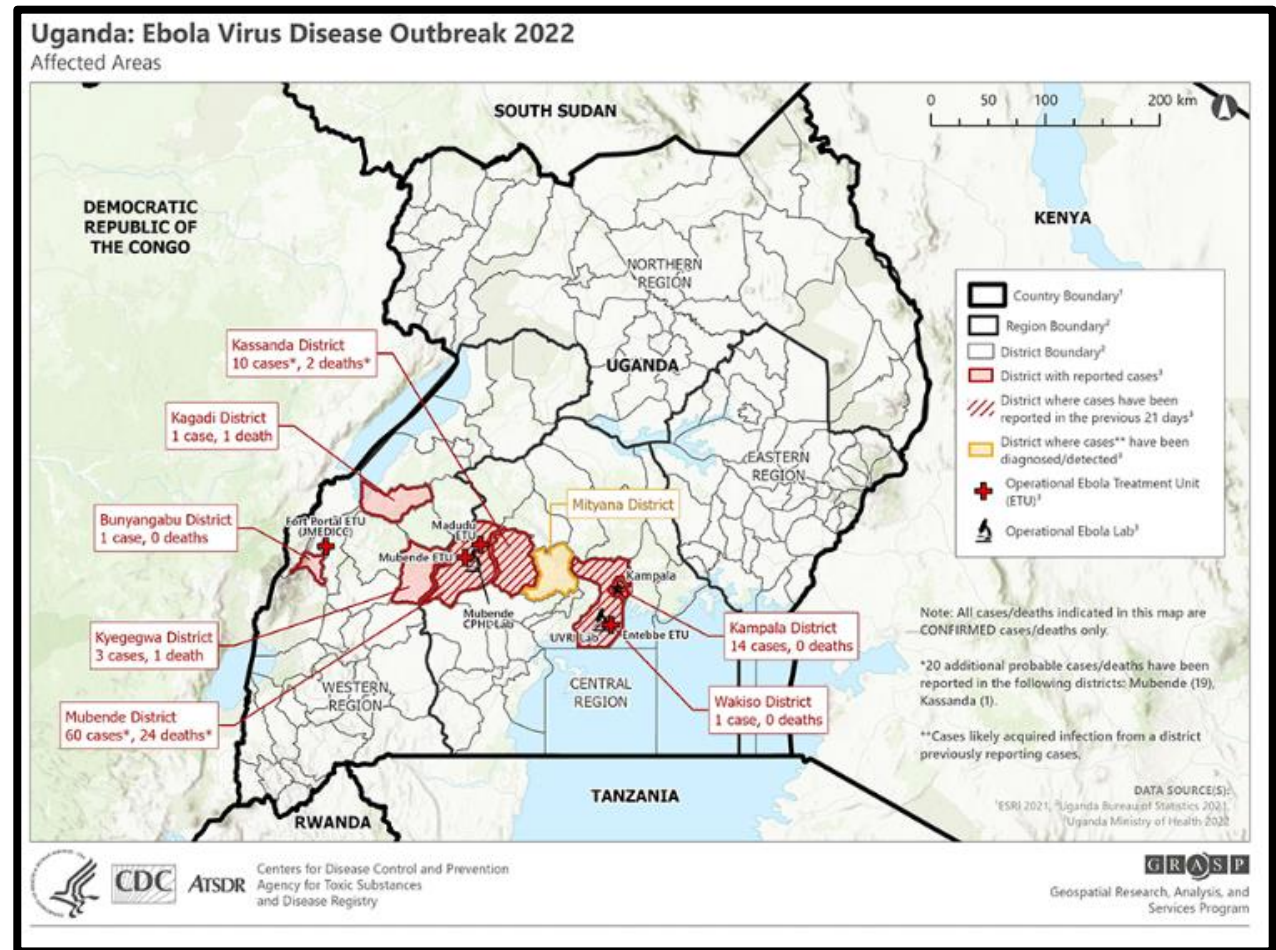 Uganda: Ebola Virus Disease Outbreak 2022
Affected Areas
SOUTH SUDAN
0 50 100 200 km
DEMOCRATIC
REPUBLIC OF
THE CONGO
KENYA
NORTHERN
REGION
UGANDA
Kassanda District
10 cases*, 2 deaths*
Kagadi District
1 case, 1 death
Bunyangabu District
1 case, 0 deaths
Fort Portal ETU
(JMEDICC)
Madudu
ETU
Mubende ETU
Mityana District
EASTERN
REGION
Kampala
Mubende
CPHL Lab
UVRI Lab
Entebbe ETU
Kyegegwa District
3 cases, 1 death
Kampala District
14 cases, 0 deaths
WESTERN
REGION
CENTRAL
REGION
Wakiso District
1 case, 0 deaths
Mubende District
60 cases*, 24 deaths*
TANZANIA
RWANDA
Country Boundary¹
Region Boundary²
District Boundary²
District with reported cases³
District where cases have been
reported in the previous 21 days³
District where cases** have been
diagnosed/detected³
Operational Ebola Treatment Unit
(ETU)³
Operational Ebola Lab³
Note: All cases/deaths indicated in this map are
CONFIRMED cases/deaths only.
*20 additional probable cases/deaths have been
reported in the following districts: Mubende (19),
Kassanda (1).
**Cases likely acquired infection from a district
previously reporting cases.
DATA SOURCE(S):
¹ESRI 2021, ²Uganda Bureau of Statistics 2021,
³Uganda Ministry of Health 2022
CDC
ATSDR
Centers for Disease Control and Prevention
Agency for Toxic Substances
and Disease Registry
GRASP
Geospatial Research, Analysis, and
Services Program